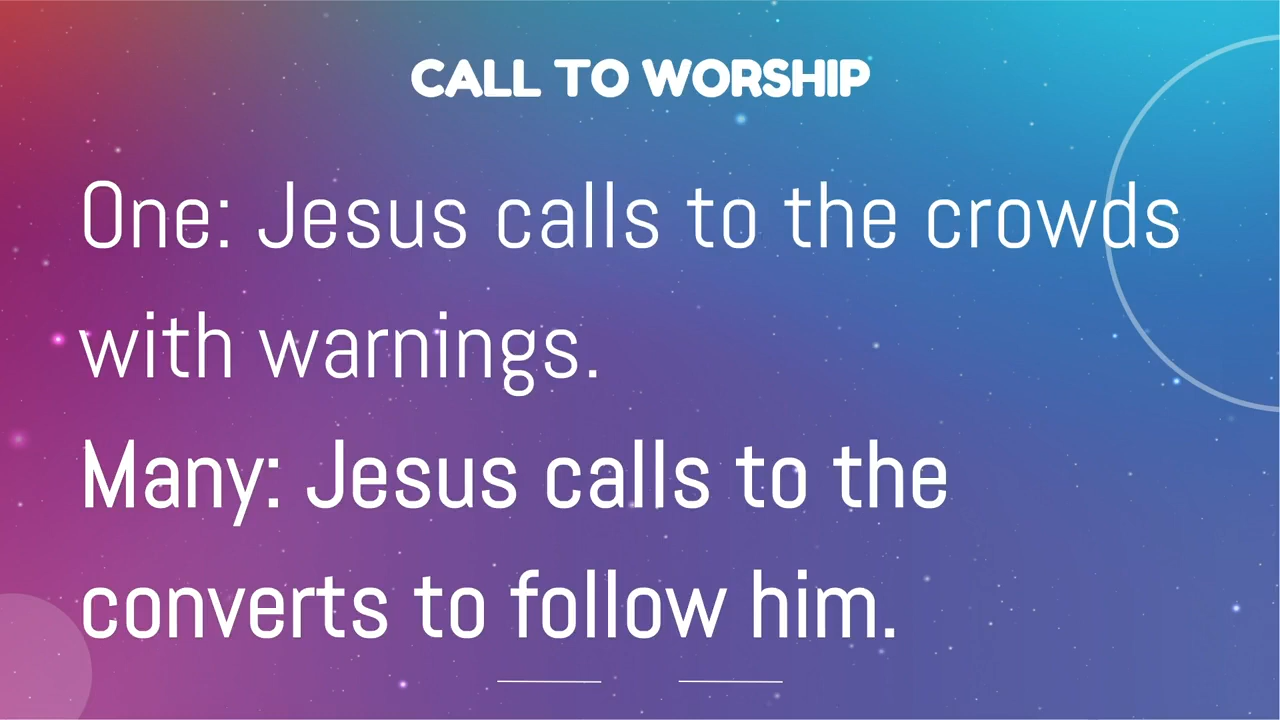 CALL TO WORSHIP
One: Jesus calls to the crowds
with warnings.
Many: Jesus calls to the
converts to follow him.